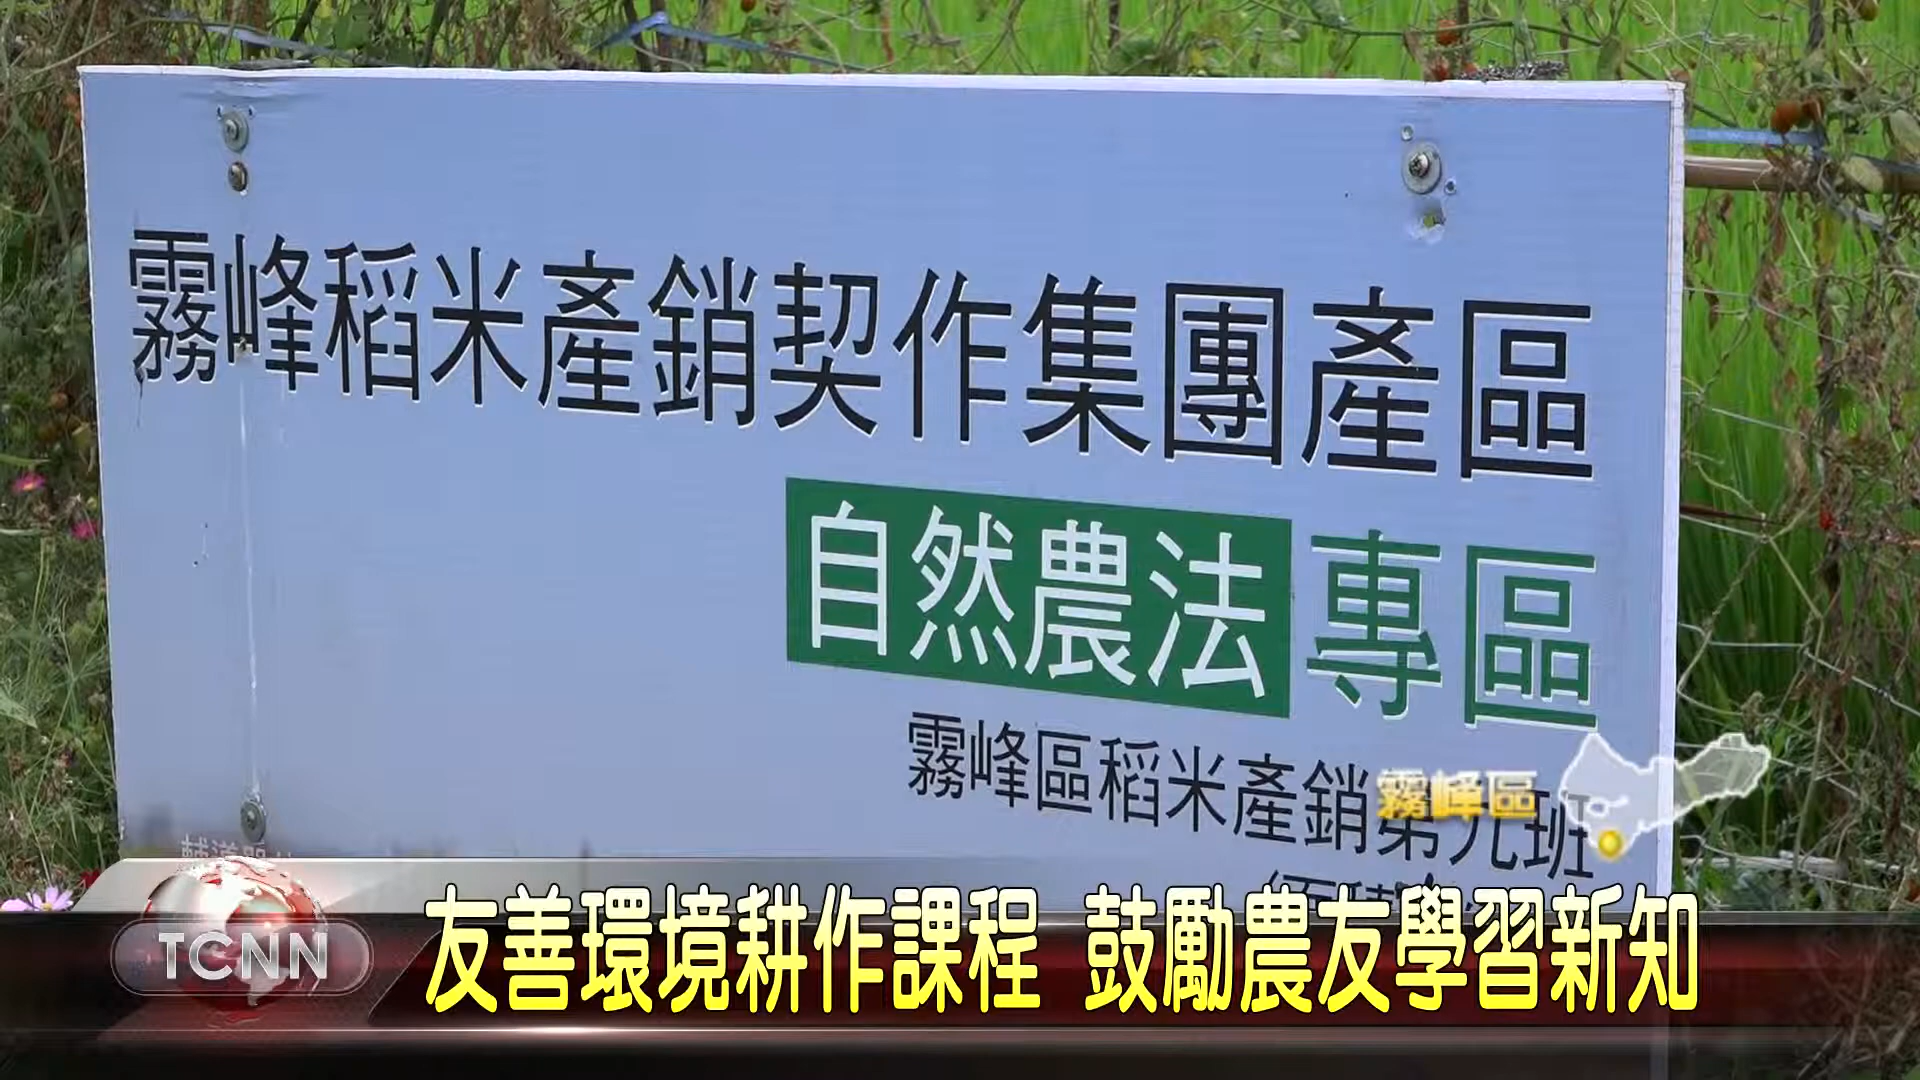 霧峰稻米產銷契作集團產區
自然農法專區
霧峰區稻米產銷第九班
霧峰區
TCNN
友善環境耕作課程 鼓勵農友學習新知